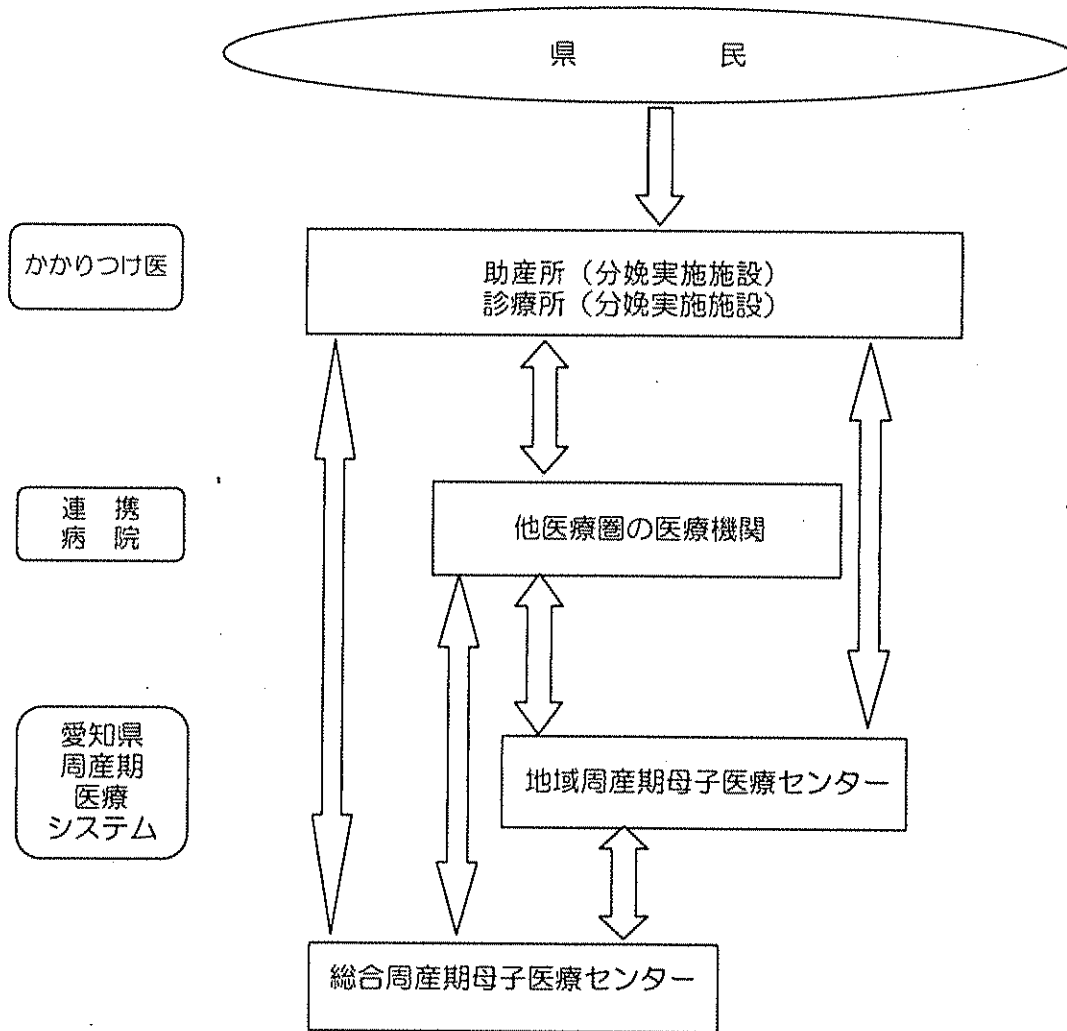 県　民
かかりつけ医
助産所（分娩実施施設）
診療所（分娩実施施設）
連　携
病　院
他医療圏の医療機関
愛知県
周産期
医療
システム
地域周産期母子医療センター
総合周産期母子医療センター